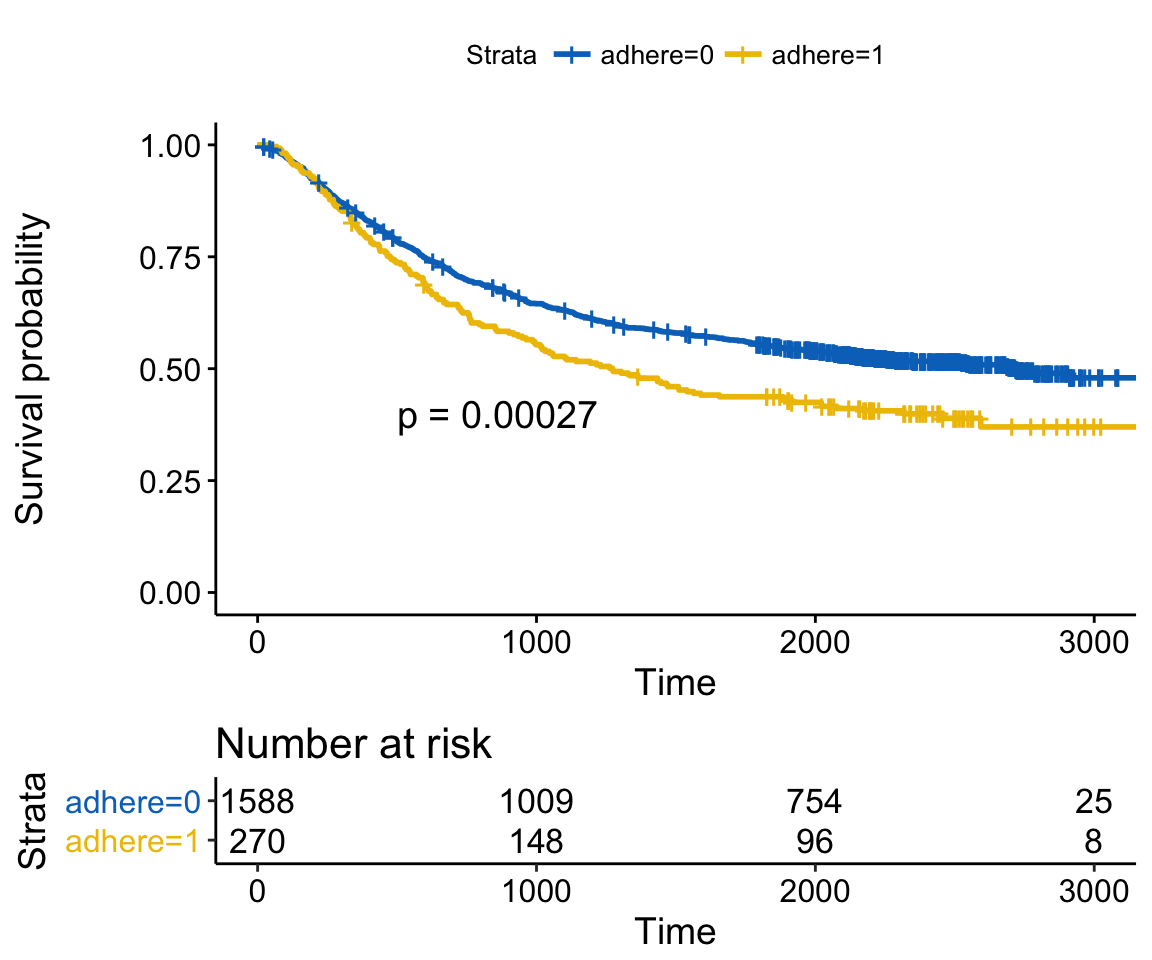 Strata adhere=0 adhere=1
Survival probability
1.00
0.75
0.50
0.25
0.00
p = 0.00027
0 1000 2000 3000
Time
Number at risk
Strata
adhere=0 1588 1009 754 25
adhere=1 270 148 96 8
0 1000 2000 3000
Time